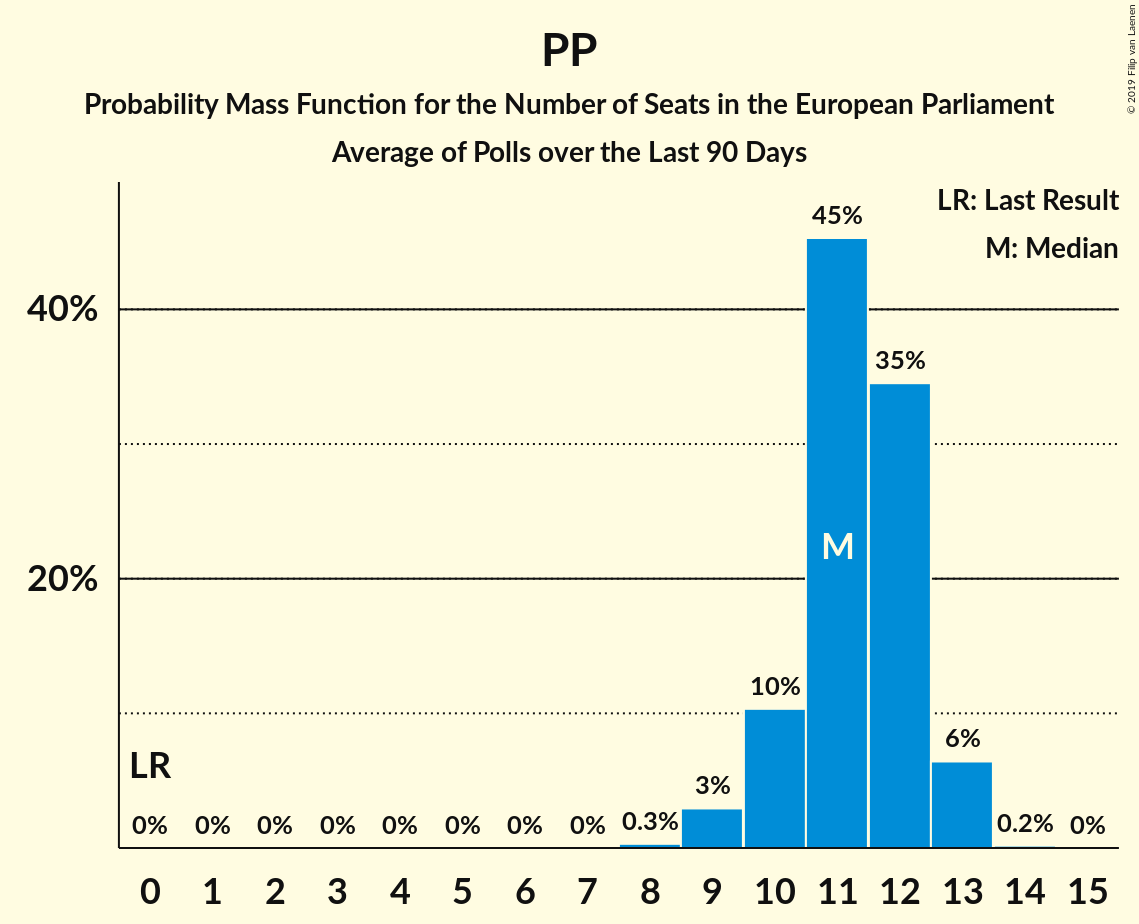 PP
Probability Mass Function for the Number of Seats in the European Parliament
Average of Polls over the Last 90 Days
© 2019 Filip van Laenen
LR: Last Result
M: Median
40%
20%
45%
35%
M
10%
6%
3%
LR
0% 0% 0% 0% 0% 0% 0% 0% 0.3% 0.2% 0%
0 1 2 3 4 5 6 7 8 9 10 11 12 13 14 15